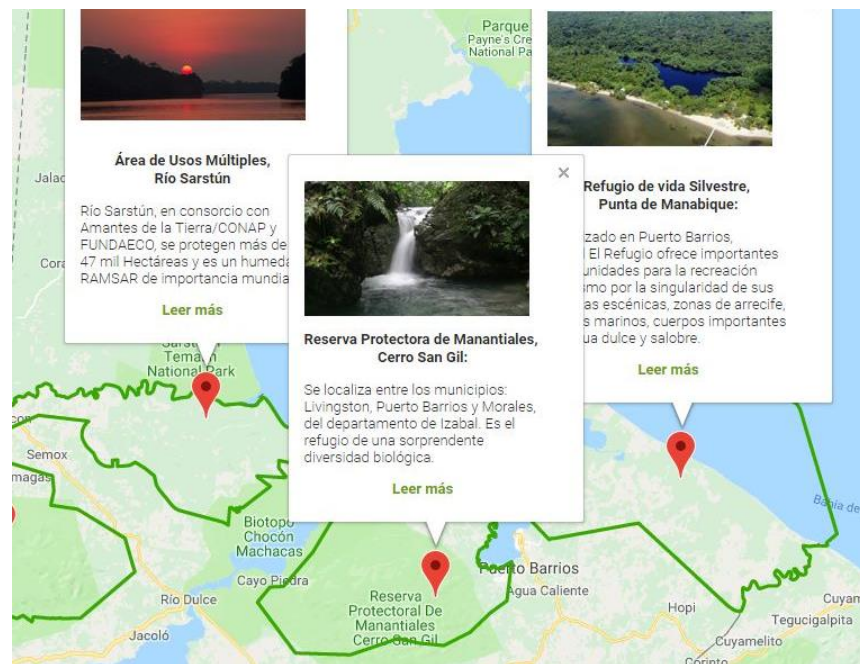 Área de Usos Múltiples,
Río Sarstún
Río Sarstún, en consorcio con
Amantes de la Tierra/CONAP y
FUNDAECO, se protegen más de
47 mil Hectáreas y es un humeda
RAMSAR de importancia mundia
Leer más
×
Reserva Protectora de Manantiales,
Cerro San Gil:
Se localiza entre los municipios:
Livingston, Puerto Barrios y Morales,
del departamento de Izabal. Es el
refugio de una sorprendente
diversidad biológica.
Leer más
Refugio de vida Silvestre,
Punta de Manabique:
zado en Puerto Barrios,
El Refugio ofrece importantes
unidades para la recreación
smo por la singularidad de sus
as escénicas, zonas de arrecife,
s marinos, cuerpos importantes
ua dulce y salobre.
Leer más
Parque
Payne's Cre
National Pa
Jalac
Cora
Temash
National Park
Semox
magas
Biotopo
Chocón
Machacas
Cayo Piedra
Río Dulce
Jacoló
Reserva
Protectoral De
Manantiales
Cerro San Gil
Puerto Barrios
Agua Caliente
Bahía de
Hopi
Cuyam
Tegucigalpita
Cuyamelito
Corinto